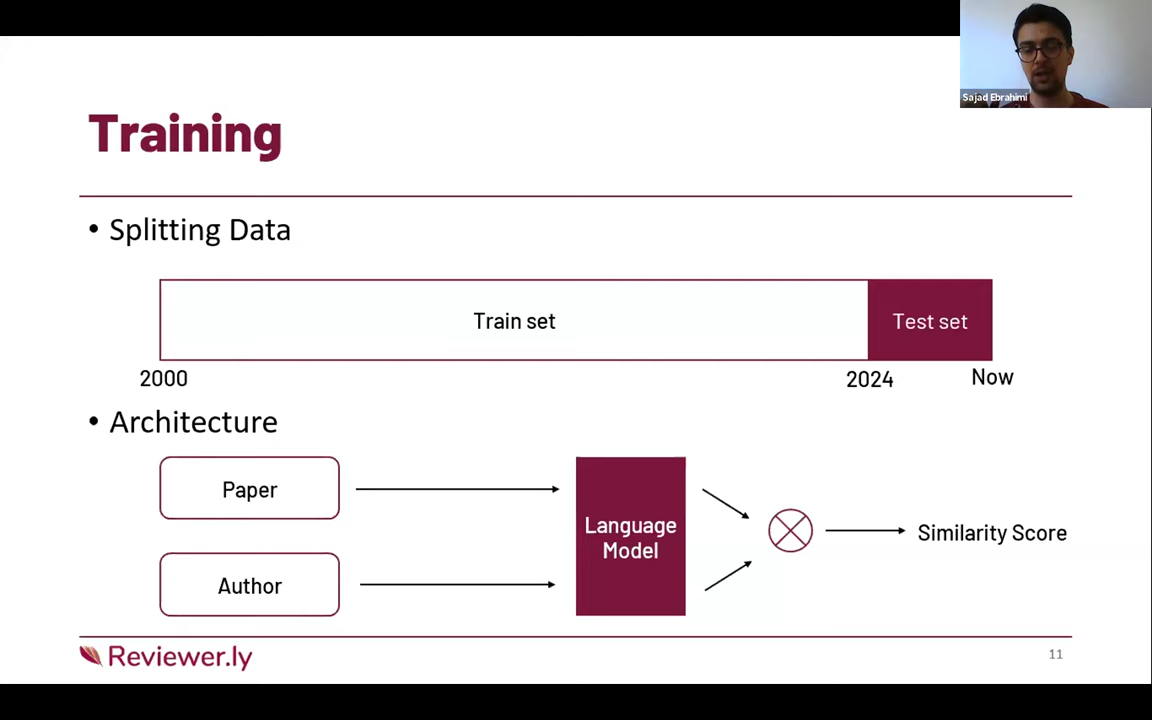 Sajad Ebrahimi
Training
• Splitting Data
Train set
Test set
2000
2024
Now
• Architecture
Paper
Author
Language
Model
Similarity Score
Reviewer.ly
11